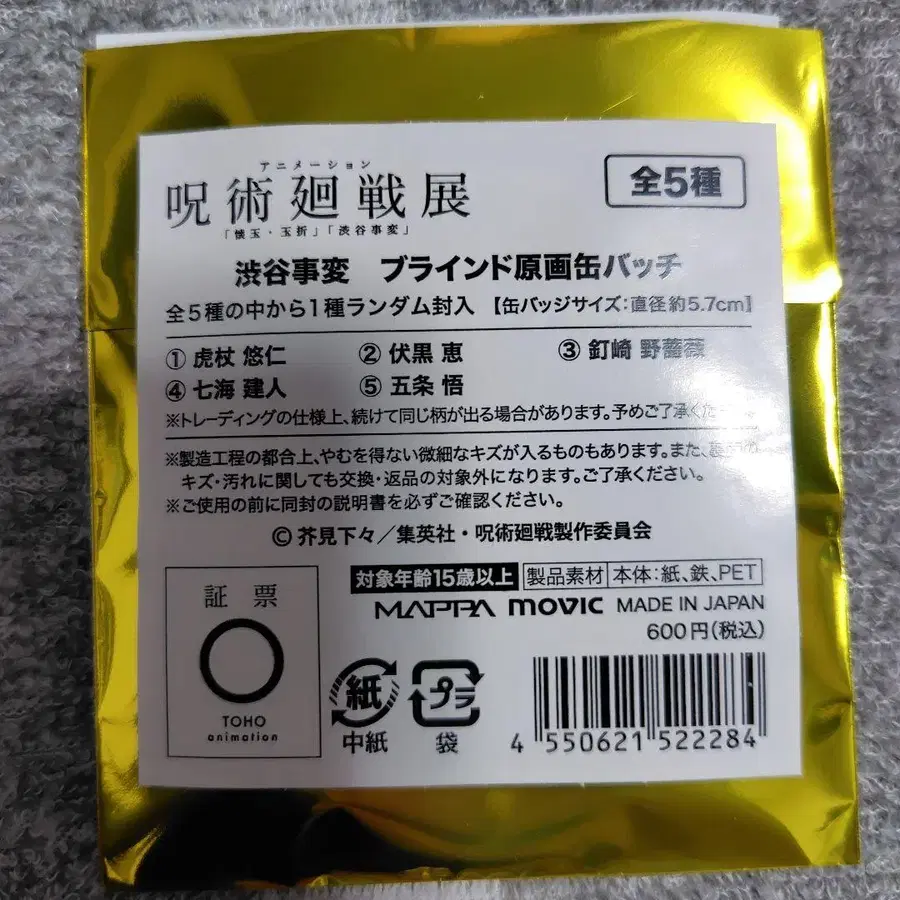 アニメーション
呪術廻戦展
「懐玉・玉折」「渋谷事変」
全5種
渋谷事変 ブラインド原画缶バッチ
全5種の中から1種ランダム封入 【缶バッジサイズ:直径約5.7cm】
① 虎杖 悠仁 ② 伏黒 恵 ③ 釘崎 野薔薇
④ 七海 建人 ⑤ 五条 悟
※トレーディングの仕様上、続けて同じ柄が出る場合があります。予めご了承くだ
※製造工程の都合上、やむを得ない微細なキズが入るものもあります。また、
キズ・汚れに関しても交換・返品の対象外になります。ご了承ください。
※ご使用の前に同封の説明書を必ずご確認ください。
© 芥見下々/集英社・呪術廻戦製作委員会
対象年齢15歳以上 製品素材 本体:紙、鉄、PET
MAPPA movic MADE IN JAPAN
600円(税込)
証票
TOHO
animation
紙
中紙
プラ
袋
4 550621 522284